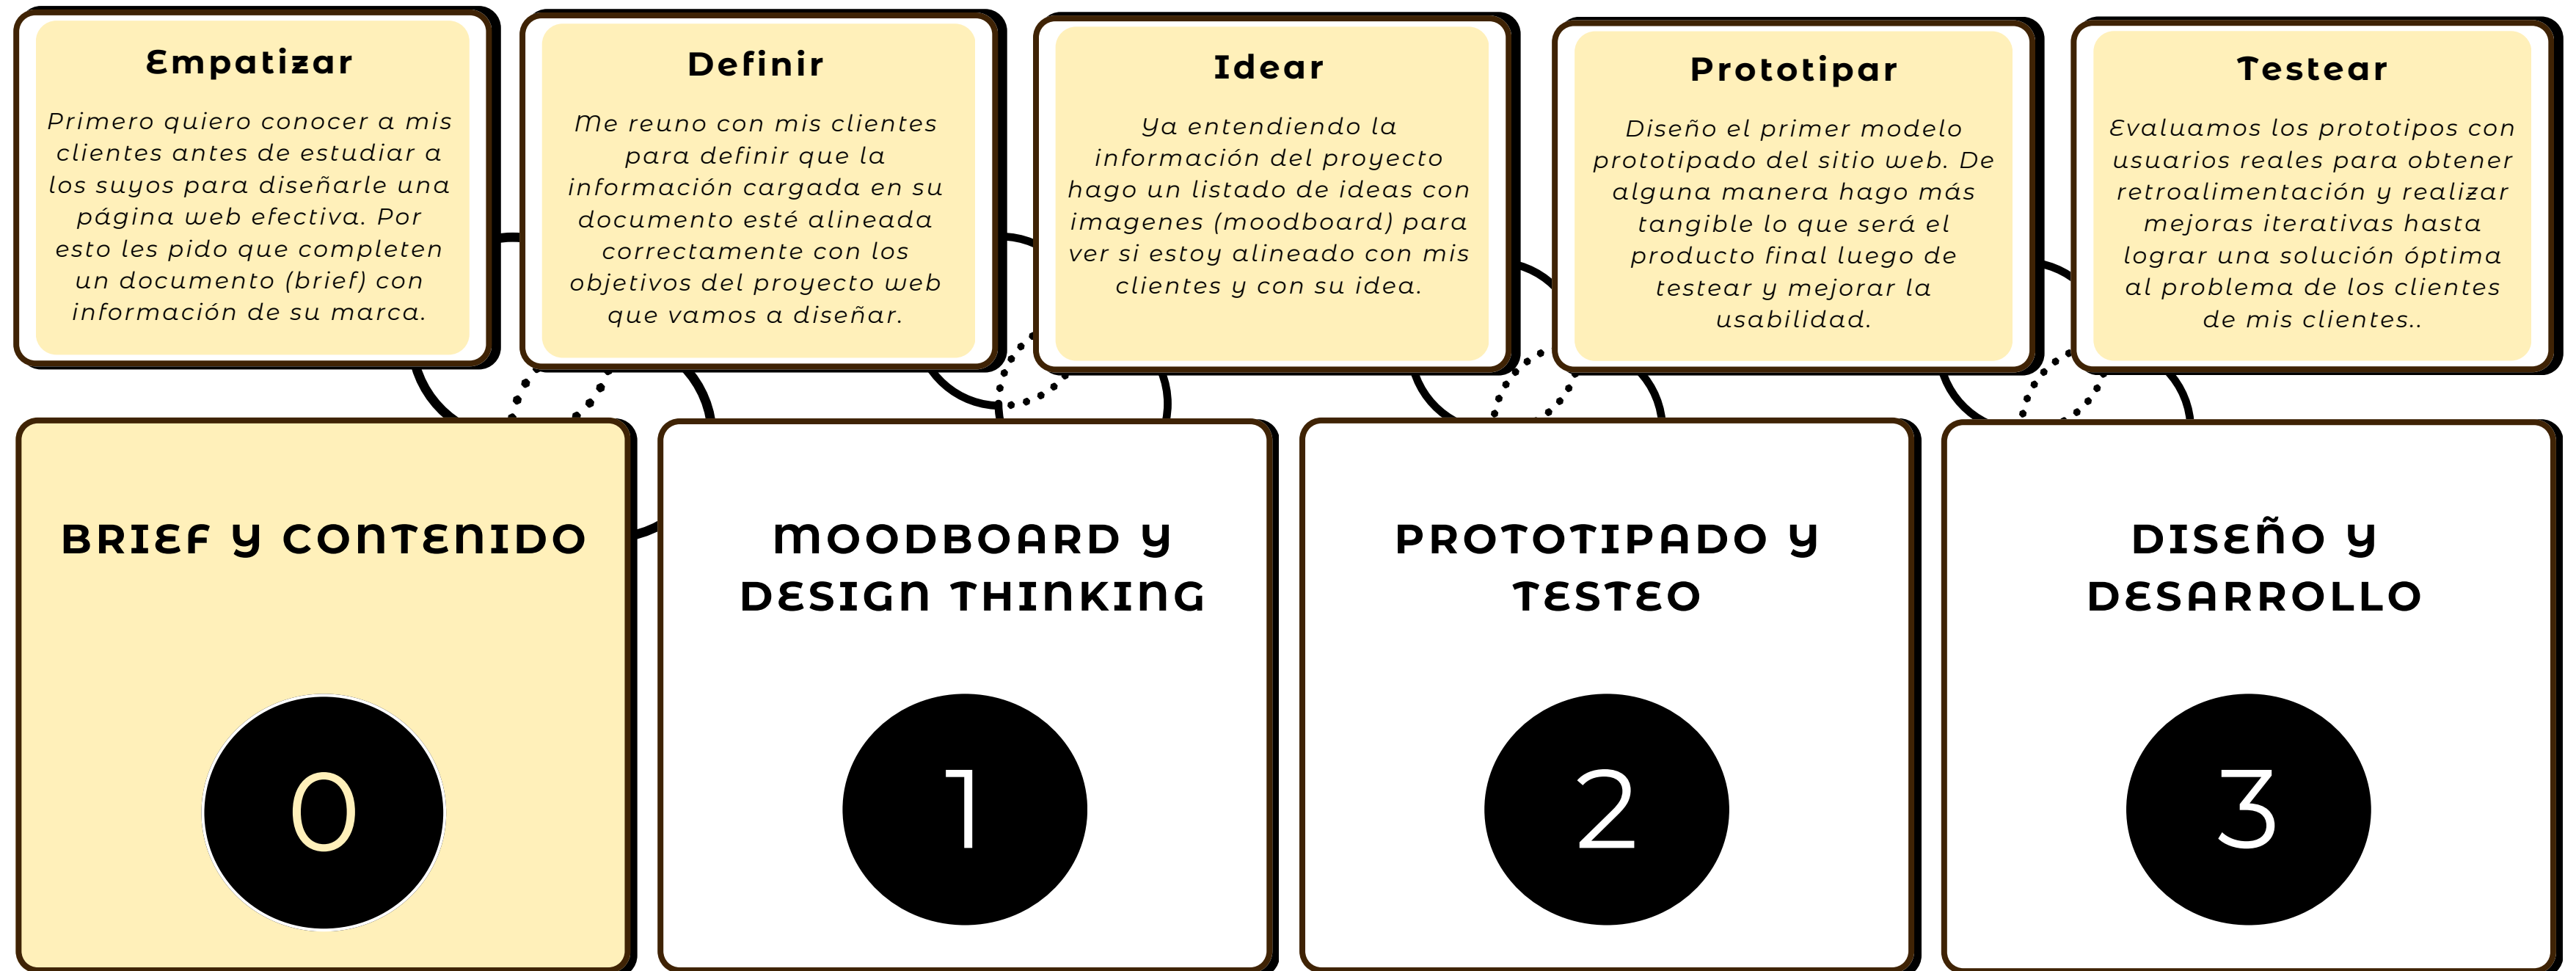 Empatizar
Primero quiero conocer a mis
clientes antes de estudiar a
los suyos para diseñarle una
página web efectiva. Por
esto les pido que completen
un documento (brief) con
información de su marca.
Definir
Me reuno con mis clientes
para definir que la
información cargada en su
documento esté alineada
correctamente con los
objetivos del proyecto web
que vamos a diseñar.
Idear
Ya entendiendo la
información del proyecto
hago un listado de ideas con
imagenes (moodboard) para
ver si estoy alineado con mis
clientes y con su idea.
Prototipar
Diseño el primer modelo
prototipado del sitio web. De
alguna manera hago más
tangible lo que será el
producto final luego de
testear y mejorar la
usabilidad.
Testear
Evaluamos los prototipos con
usuarios reales para obtener
retroalimentación y realizar
mejoras iterativas hasta
lograr una solución óptima
al problema de los clientes
de mis clientes..
BRIEF Y CONTENIDO
0
MOODBOARD Y
DESIGN THINKING
1
PROTOTIPADO Y
TESTEO
2
DISEÑO Y
DESARROLLO
3